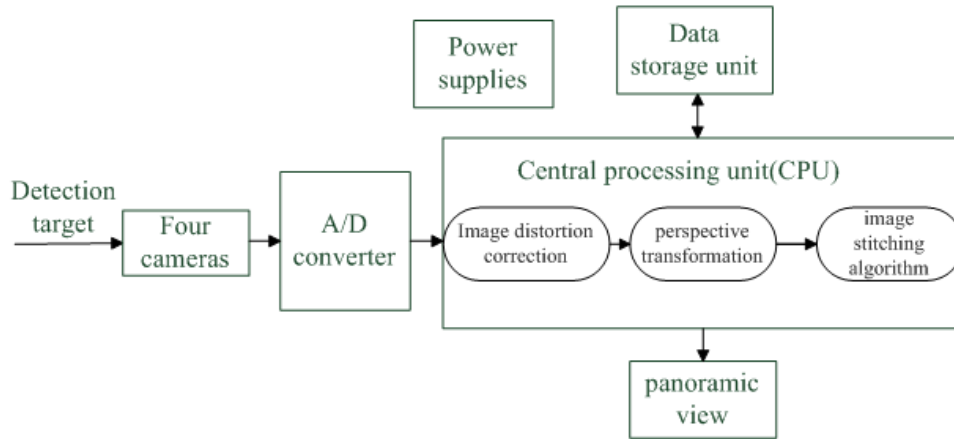 Power
supplies
Data
storage unit
Central processing unit(CPU)
Detection
target
Four
cameras
A/D
converter
Image distortion
correction
perspective
transformation
image
stitching
algorithm
panoramic
view